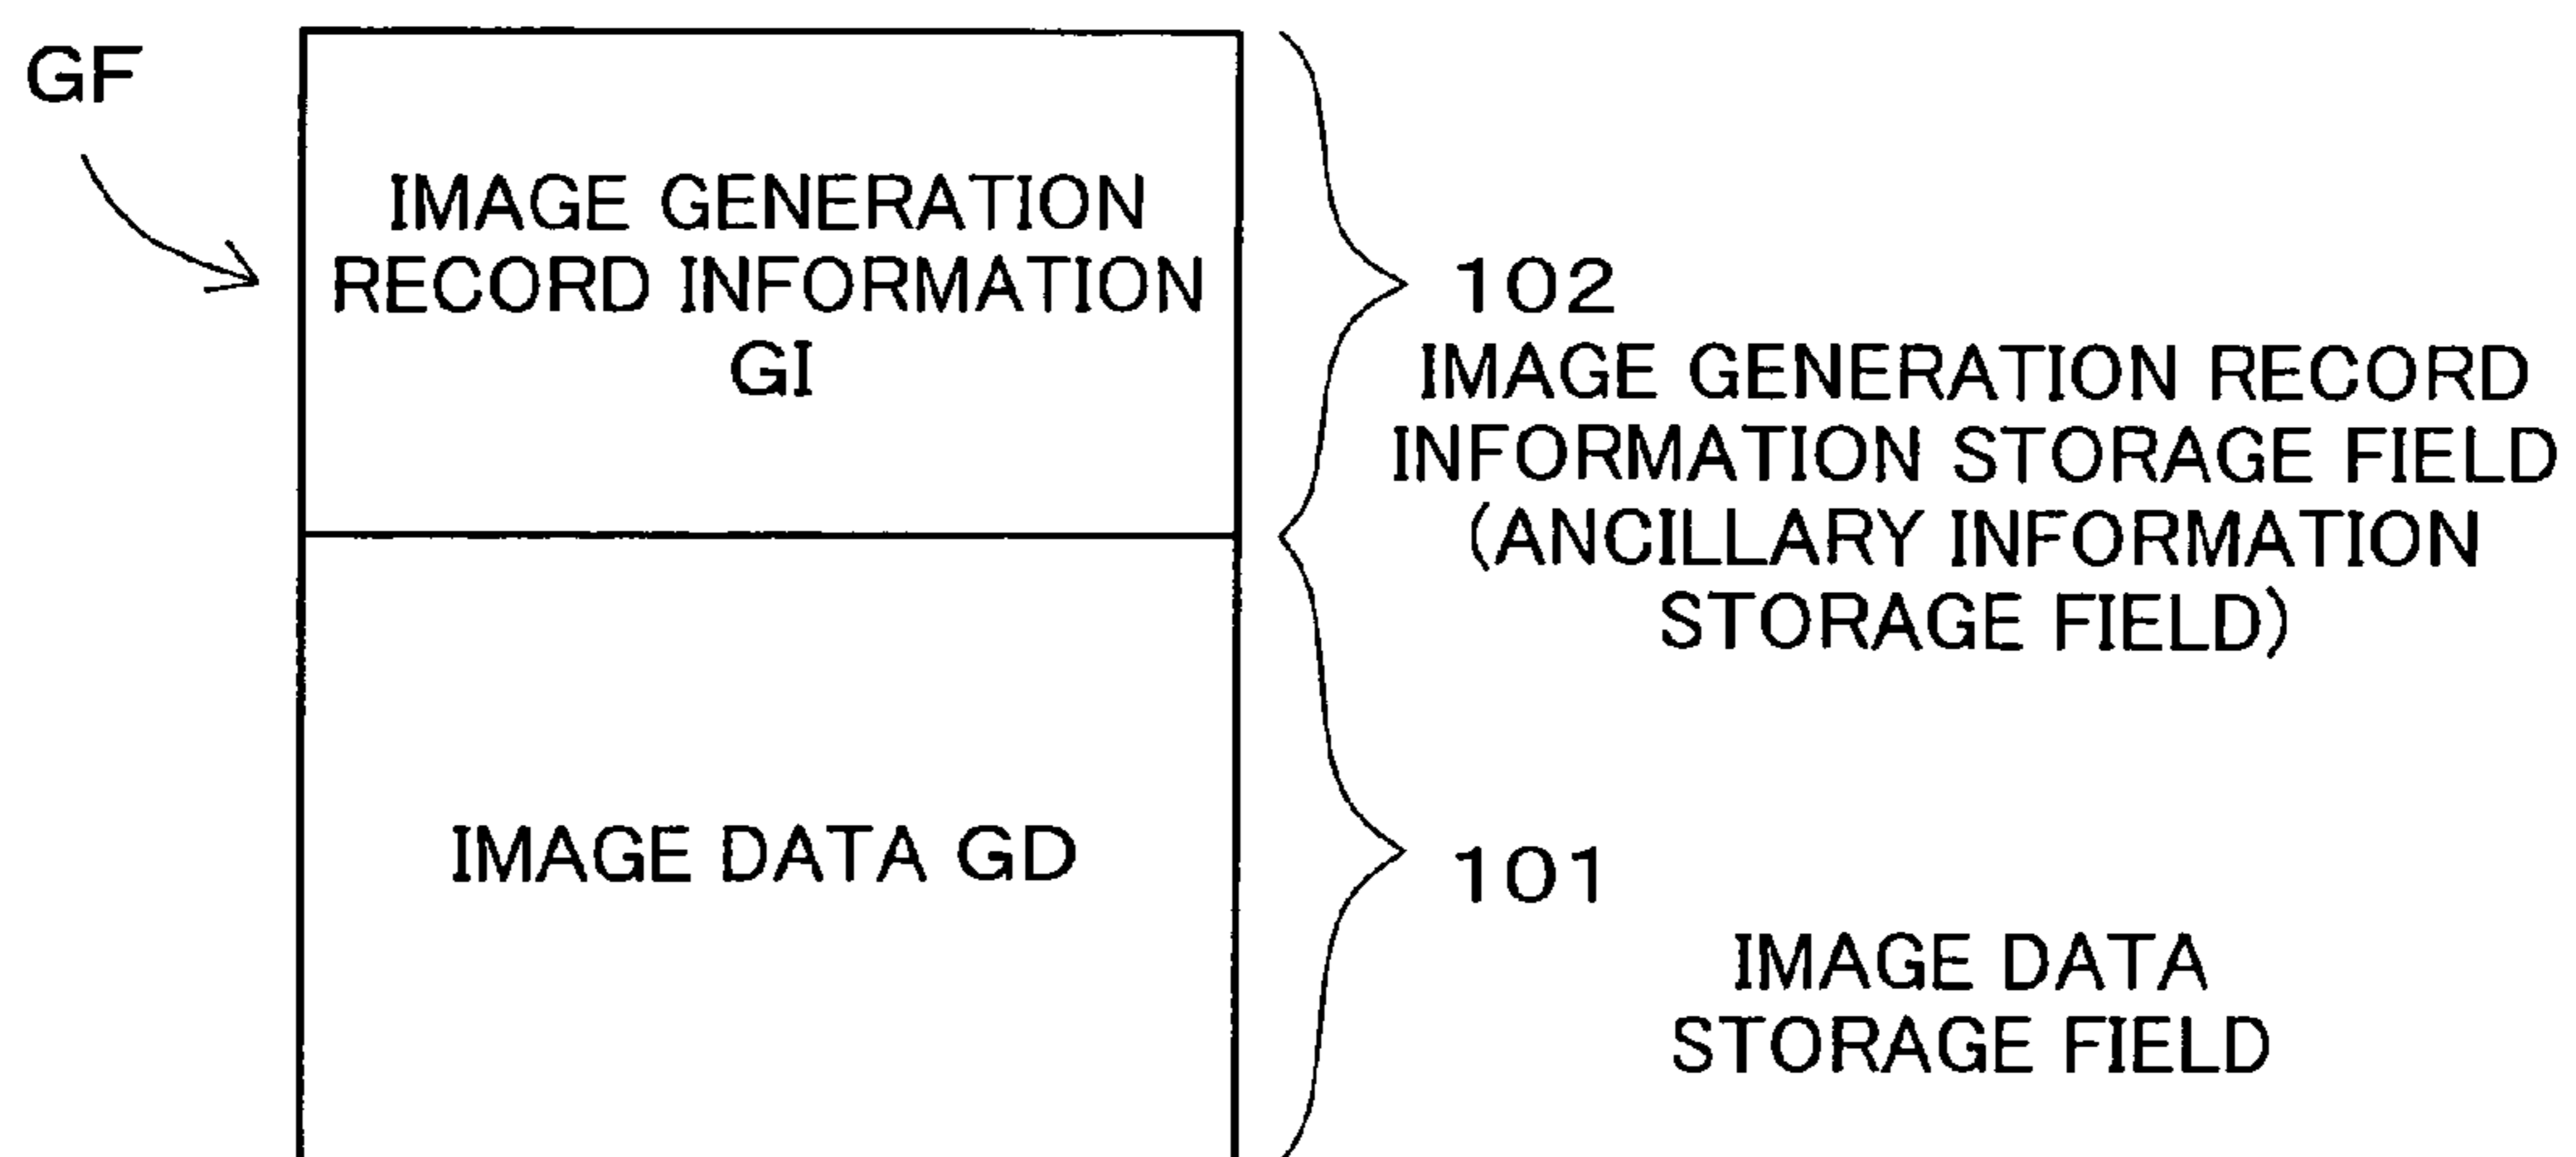 GF
IMAGE GENERATION
RECORD INFORMATION
GI
102
IMAGE GENERATION RECORD
INFORMATION STORAGE FIELD
(ANCILLARY INFORMATION
STORAGE FIELD)
IMAGE DATA GD
101
IMAGE DATA
STORAGE FIELD